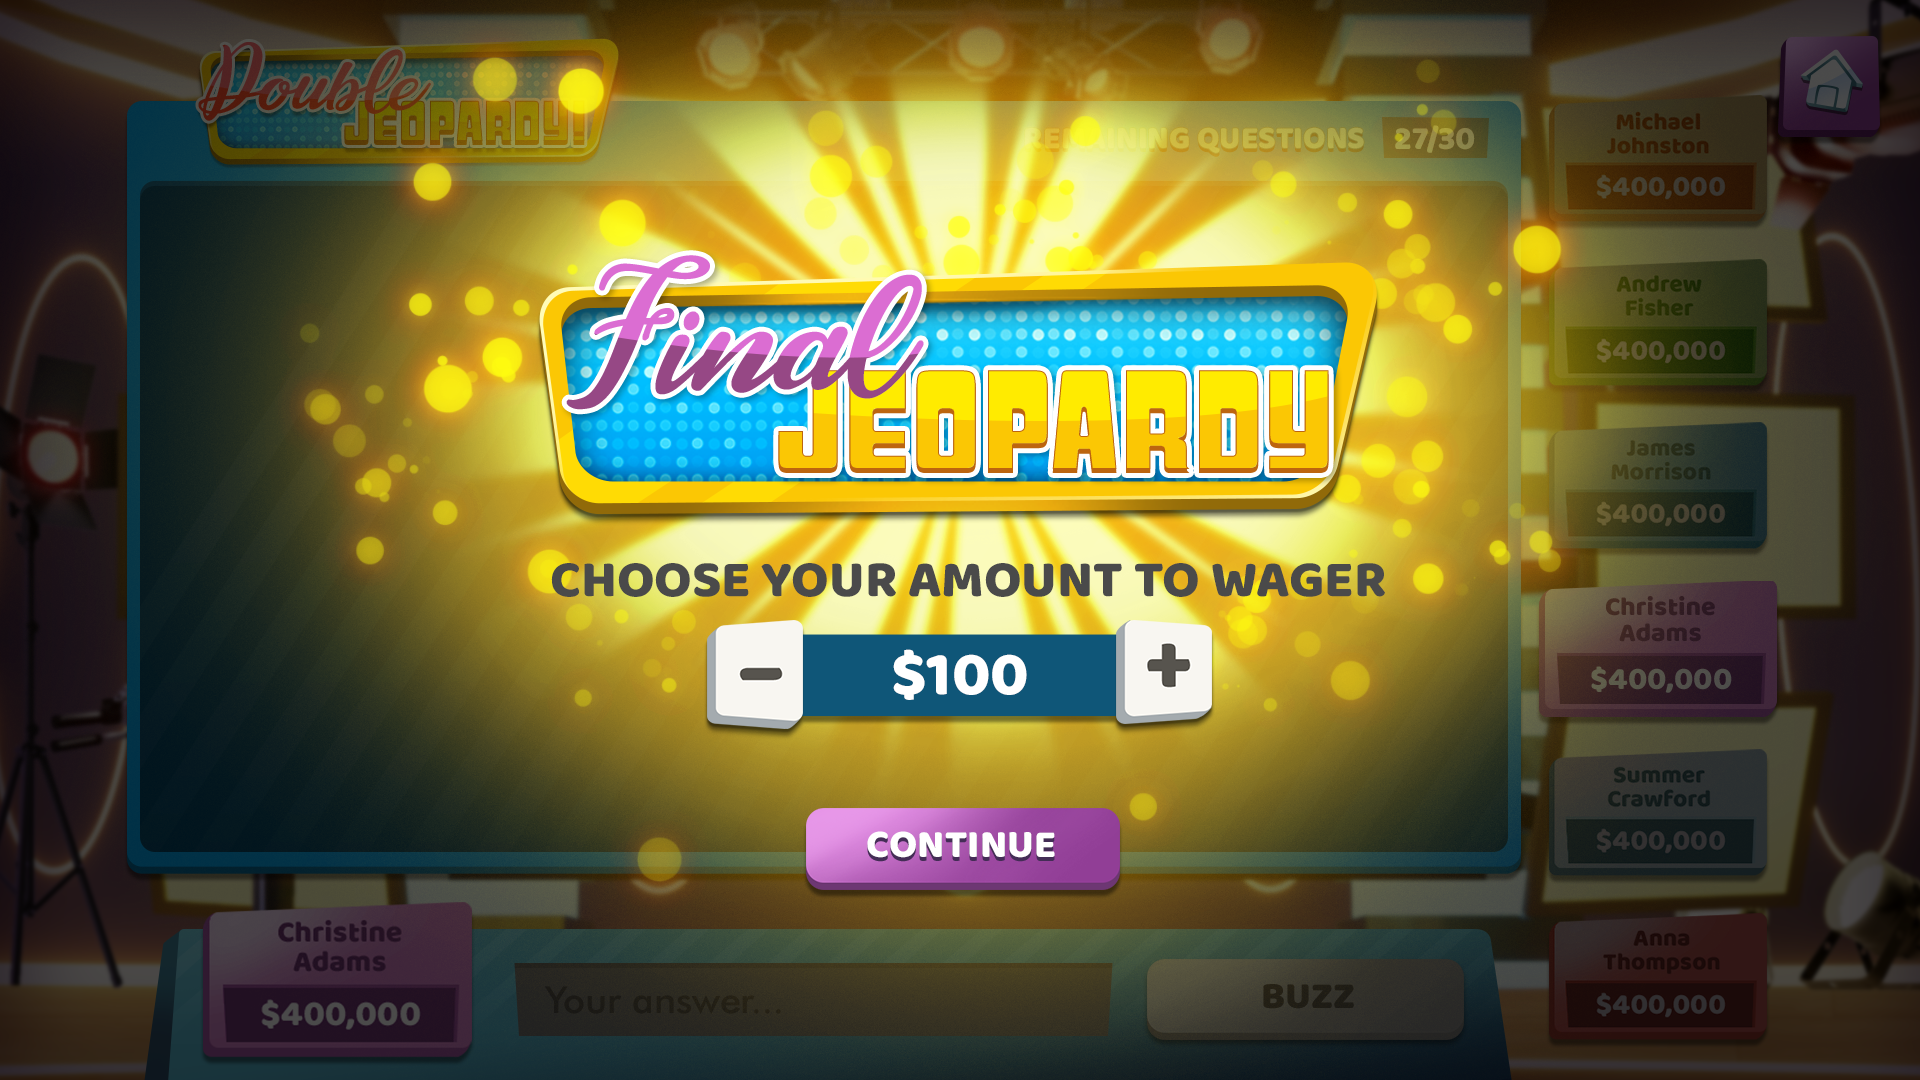 Double
JEOPARDY!
REMAINING QUESTIONS 27/30
Michael
Johnston
$400,000
Andrew
Fisher
$400,000
James
Morrison
$400,000
Christine
Adams
$400,000
Summer
Crawford
$400,000
Anna
Thompson
$400,000
Final
JEOPARDY
CHOOSE YOUR AMOUNT TO WAGER
− $100 +
CONTINUE
Christine
Adams
$400,000
Your answer...
BUZZ